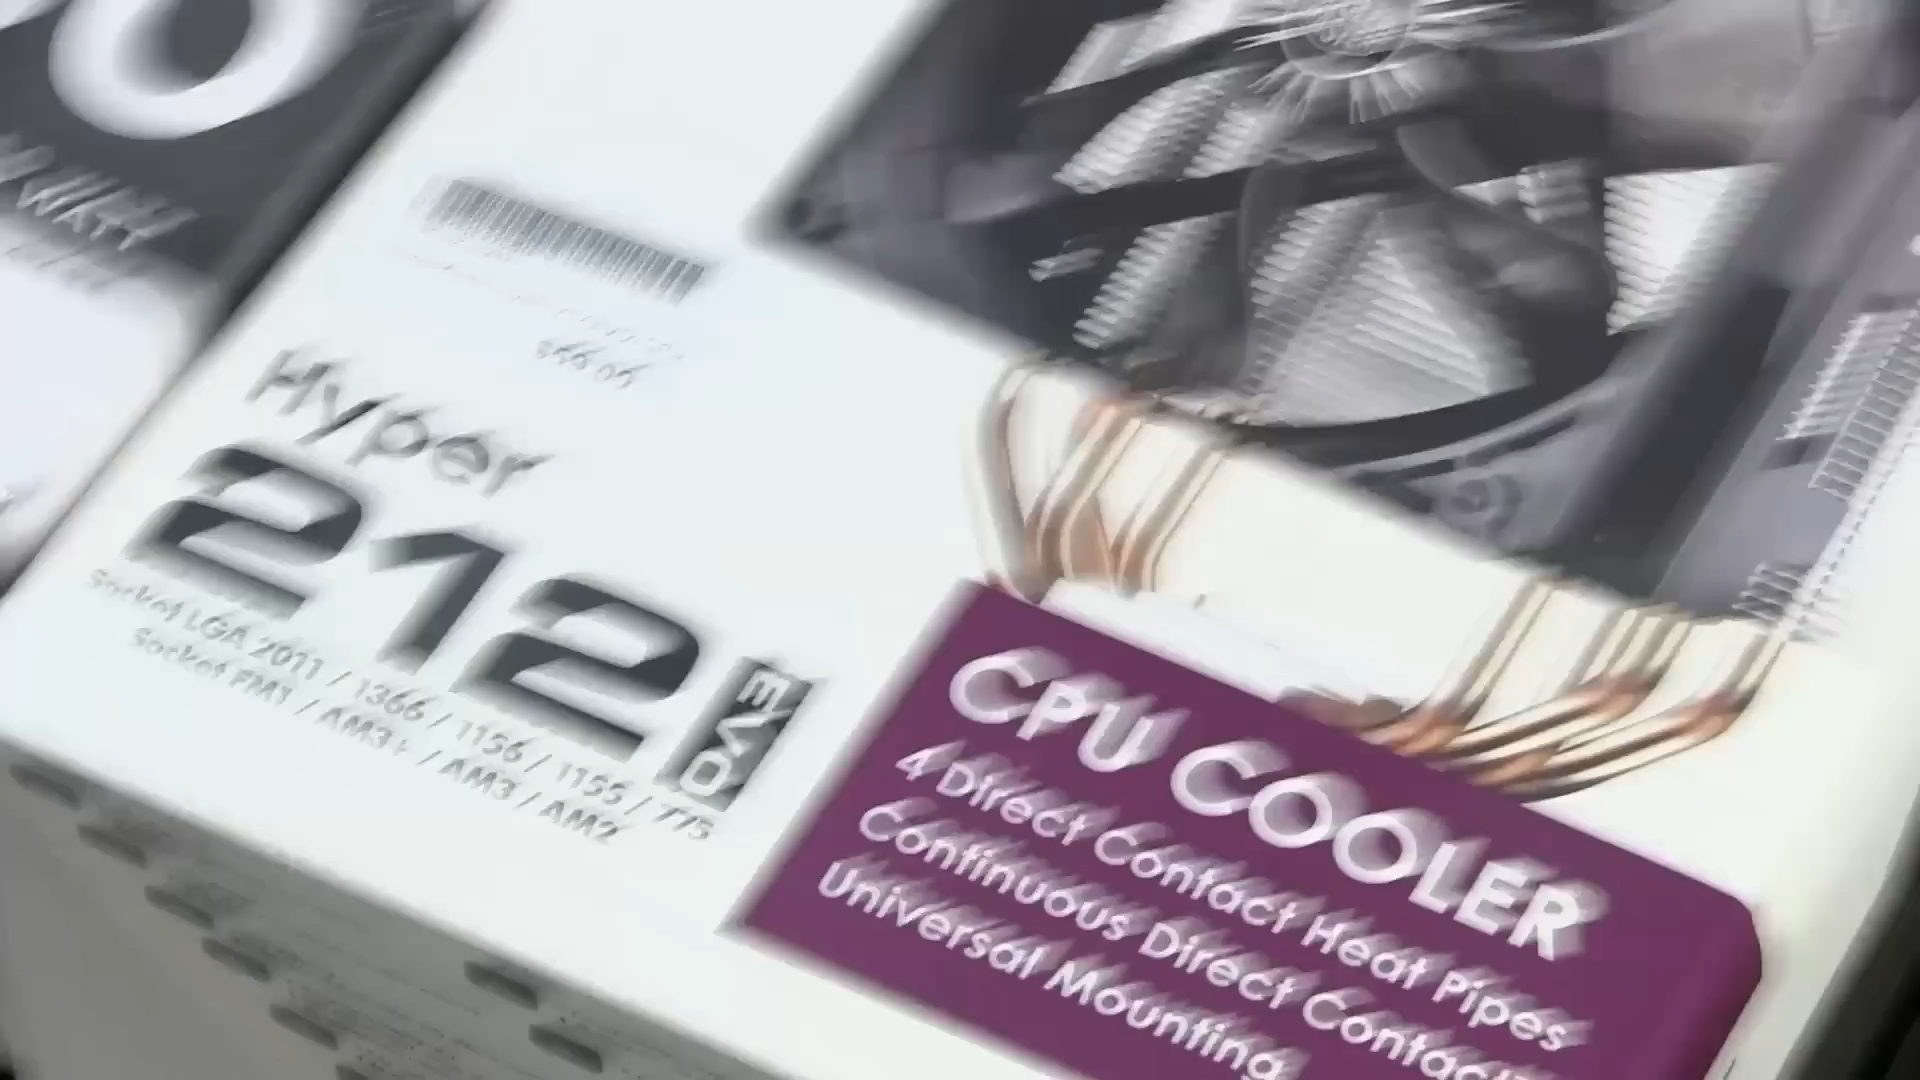 WATT
Hyper
212
EVO
Socket LGA 2011 / 1366 / 1156 / 1155 / 775
Socket FM1 / AM3+ / AM3 / AM2
CPU COOLER
4 Direct Contact Heat Pipes
Continuous Direct Contact
Universal Mounting